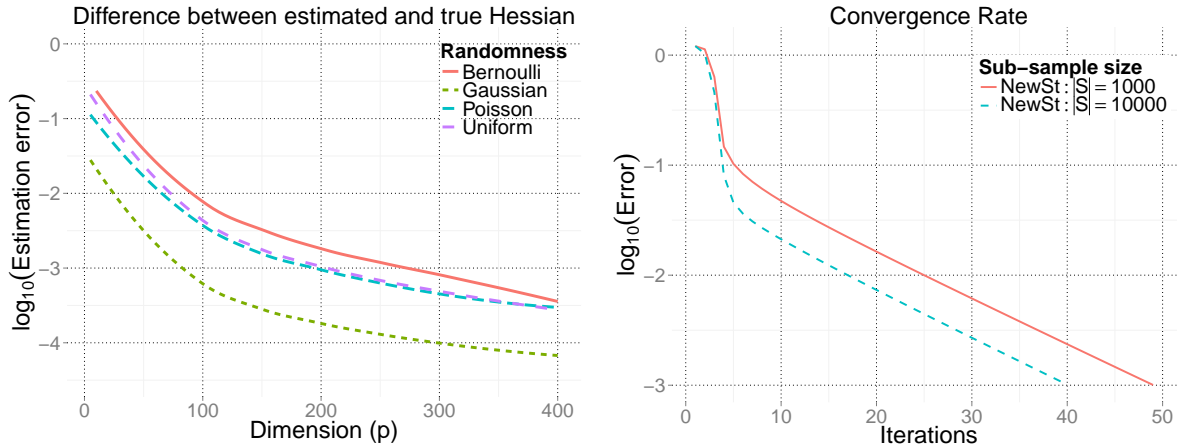 Difference between estimated and true Hessian
log10(Estimation error)
0
−1
−2
−3
−4
Randomness
Bernoulli
Gaussian
Poisson
Uniform
0 100 200 300 400
Dimension (p)
Convergence Rate
log10(Error)
0
−1
−2
−3
Sub−sample size
NewSt : |S| = 1000
NewSt : |S| = 10000
0 10 20 30 40 50
Iterations